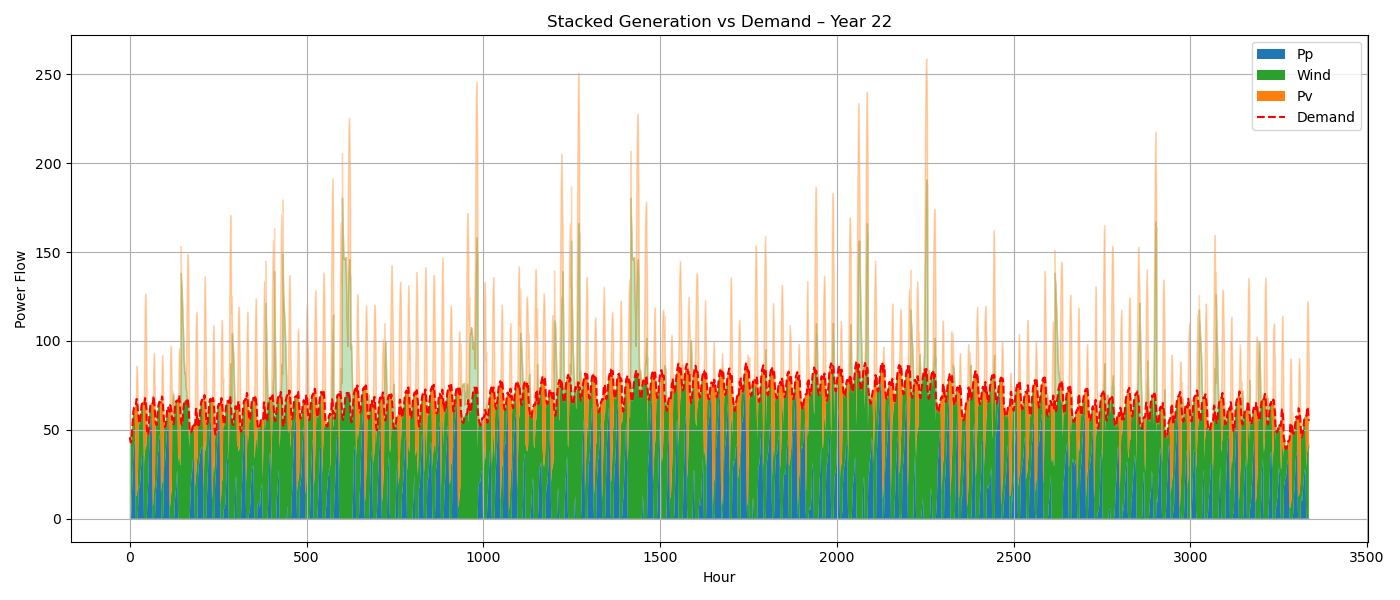 Stacked Generation vs Demand – Year 22
Power Flow
250
200
150
100
50
0
0 500 1000 1500 2000 2500 3000 3500
Hour
Pp
Wind
Pv
Demand